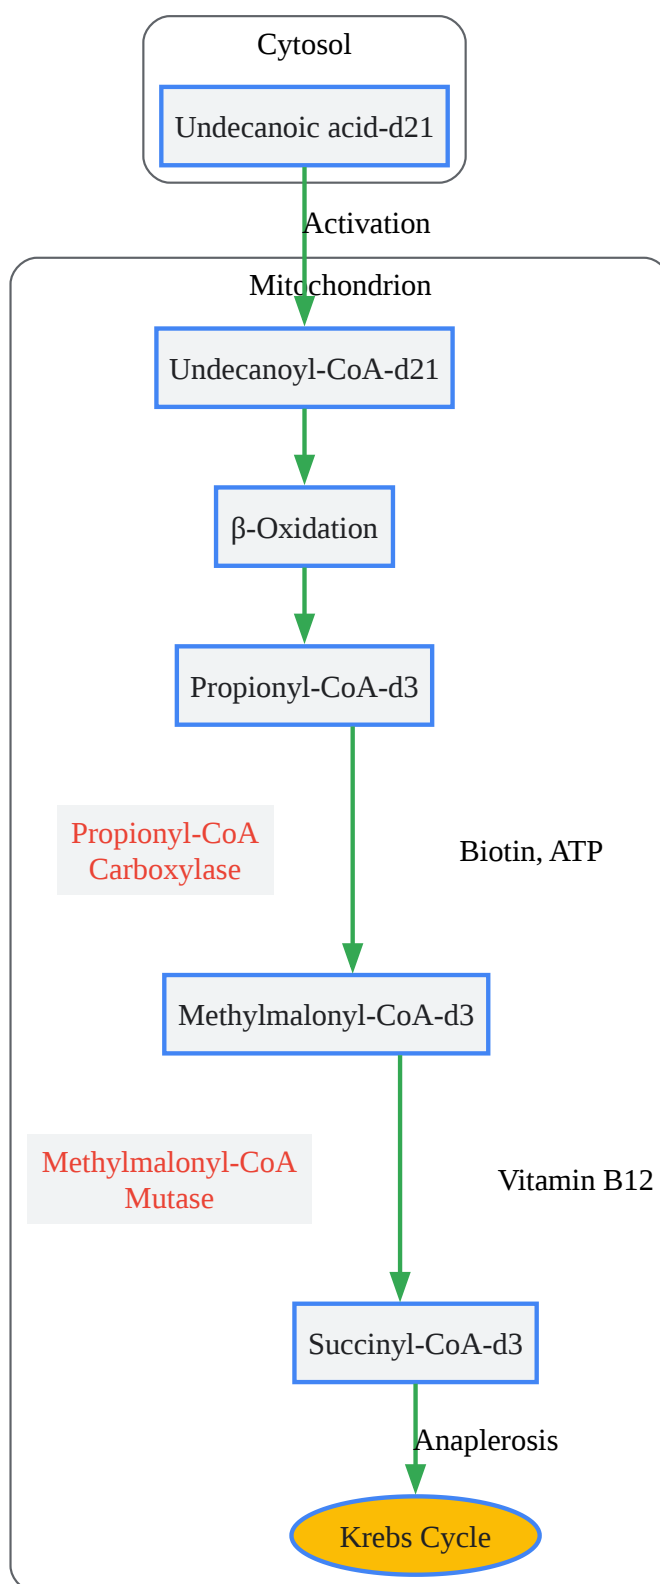 Cytosol
Undecanoic acid-d21
Activation
Mitochondrion
Undecanoyl-CoA-d21
β-Oxidation
Propionyl-CoA-d3
Propionyl-CoA
Carboxylase
Biotin, ATP
Methylmalonyl-CoA-d3
Methylmalonyl-CoA
Mutase
Vitamin B12
Succinyl-CoA-d3
Anaplerosis
Krebs Cycle